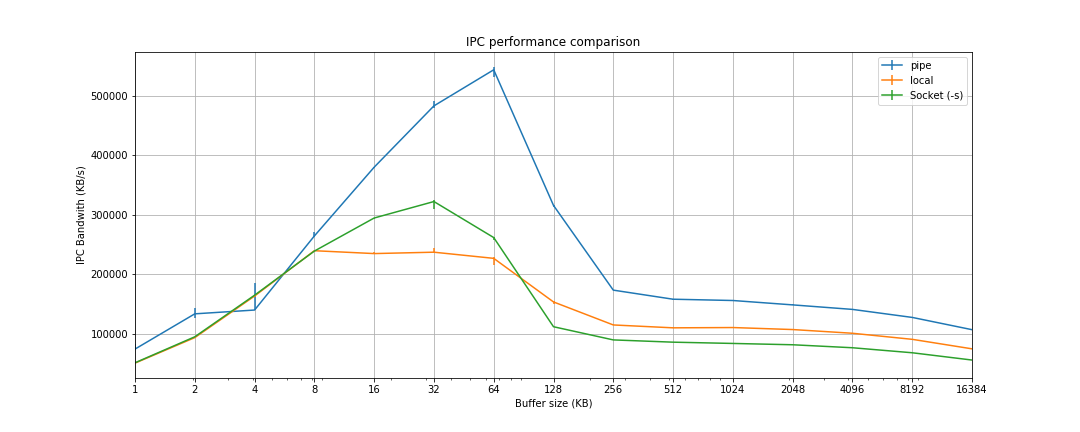 IPC performance comparison
pipe
local
Socket (-s)
500000
400000
300000
200000
100000
IPC Bandwith (KB/s)
1 2 4 8 16 32 64 128 256 512 1024 2048 4096 8192 16384
Buffer size (KB)